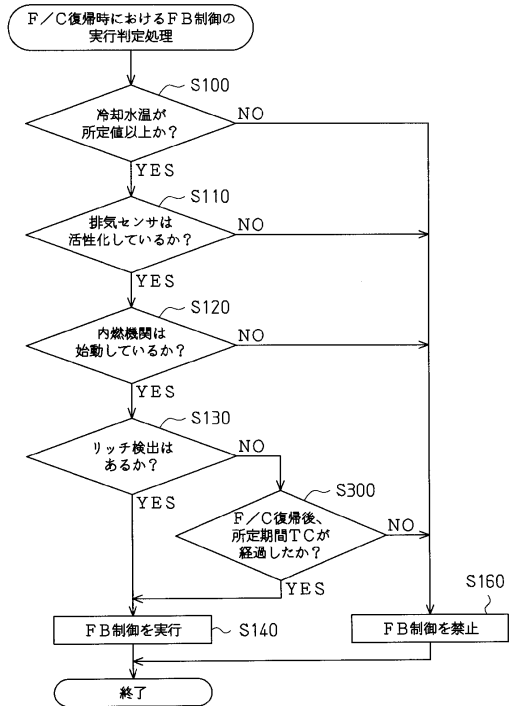 Ｆ／Ｃ復帰時におけるＦＢ制御の
実行判定処理
S100
冷却水温が
所定値以上か？
NO
YES
S110
排気センサは
活性化しているか？
NO
YES
S120
内燃機関は
始動しているか？
NO
YES
S130
リッチ検出は
あるか？
NO
YES
S300
Ｆ／Ｃ復帰後、
所定期間ＴＣが
経過したか？
NO
YES
S160
ＦＢ制御を実行
S140
ＦＢ制御を禁止
終了